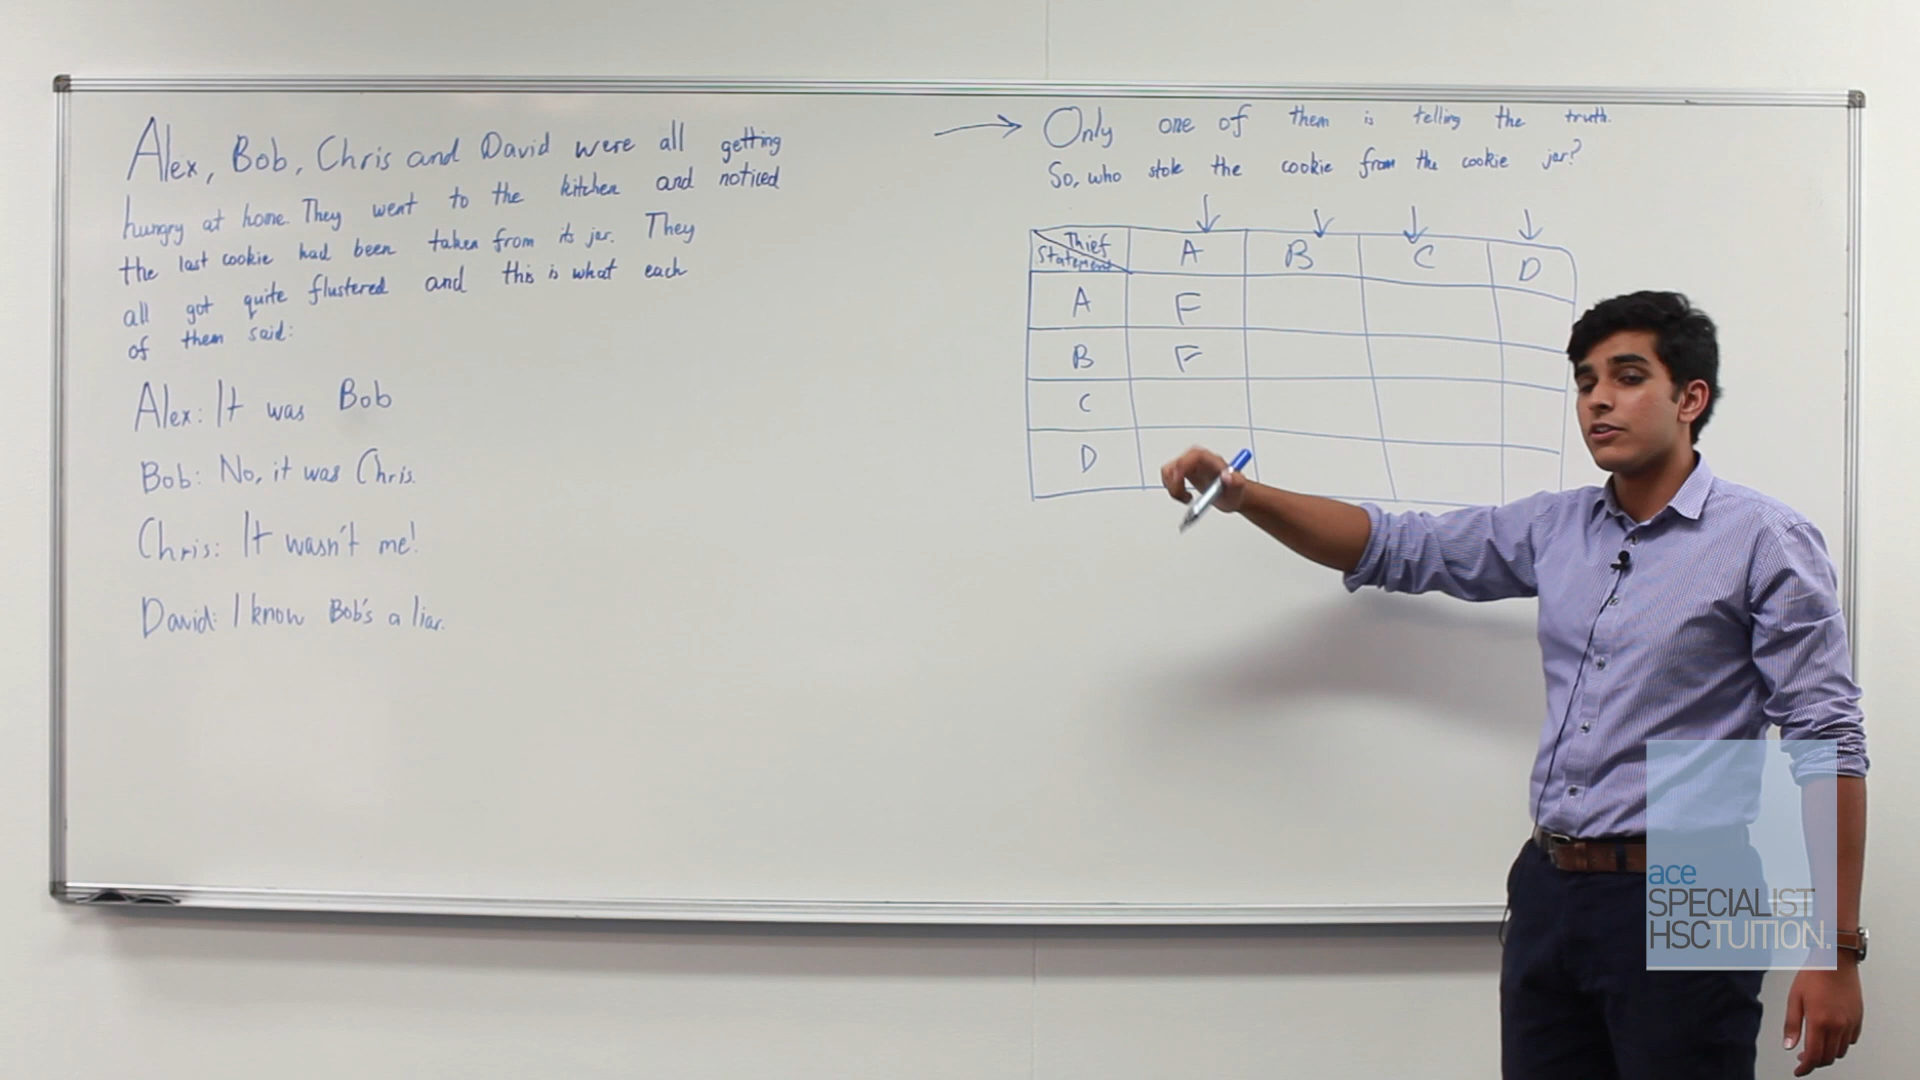 Alex, Bob, Chris and David were all getting
hungry at home. They went to the kitchen and noticed
the last cookie had been taken from its jar. They
all got quite flustered and this is what each
of them said:
Alex: It was Bob
Bob: No, it was Chris.
Chris: It wasn't me!
David: I know Bob's a liar.
Only one of them is telling the truth.
So, who stole the cookie from the cookie jar?
Thief A B C D
Statement
A F
B F
C
D
ace
SPECIALIST
HSCTUITION.